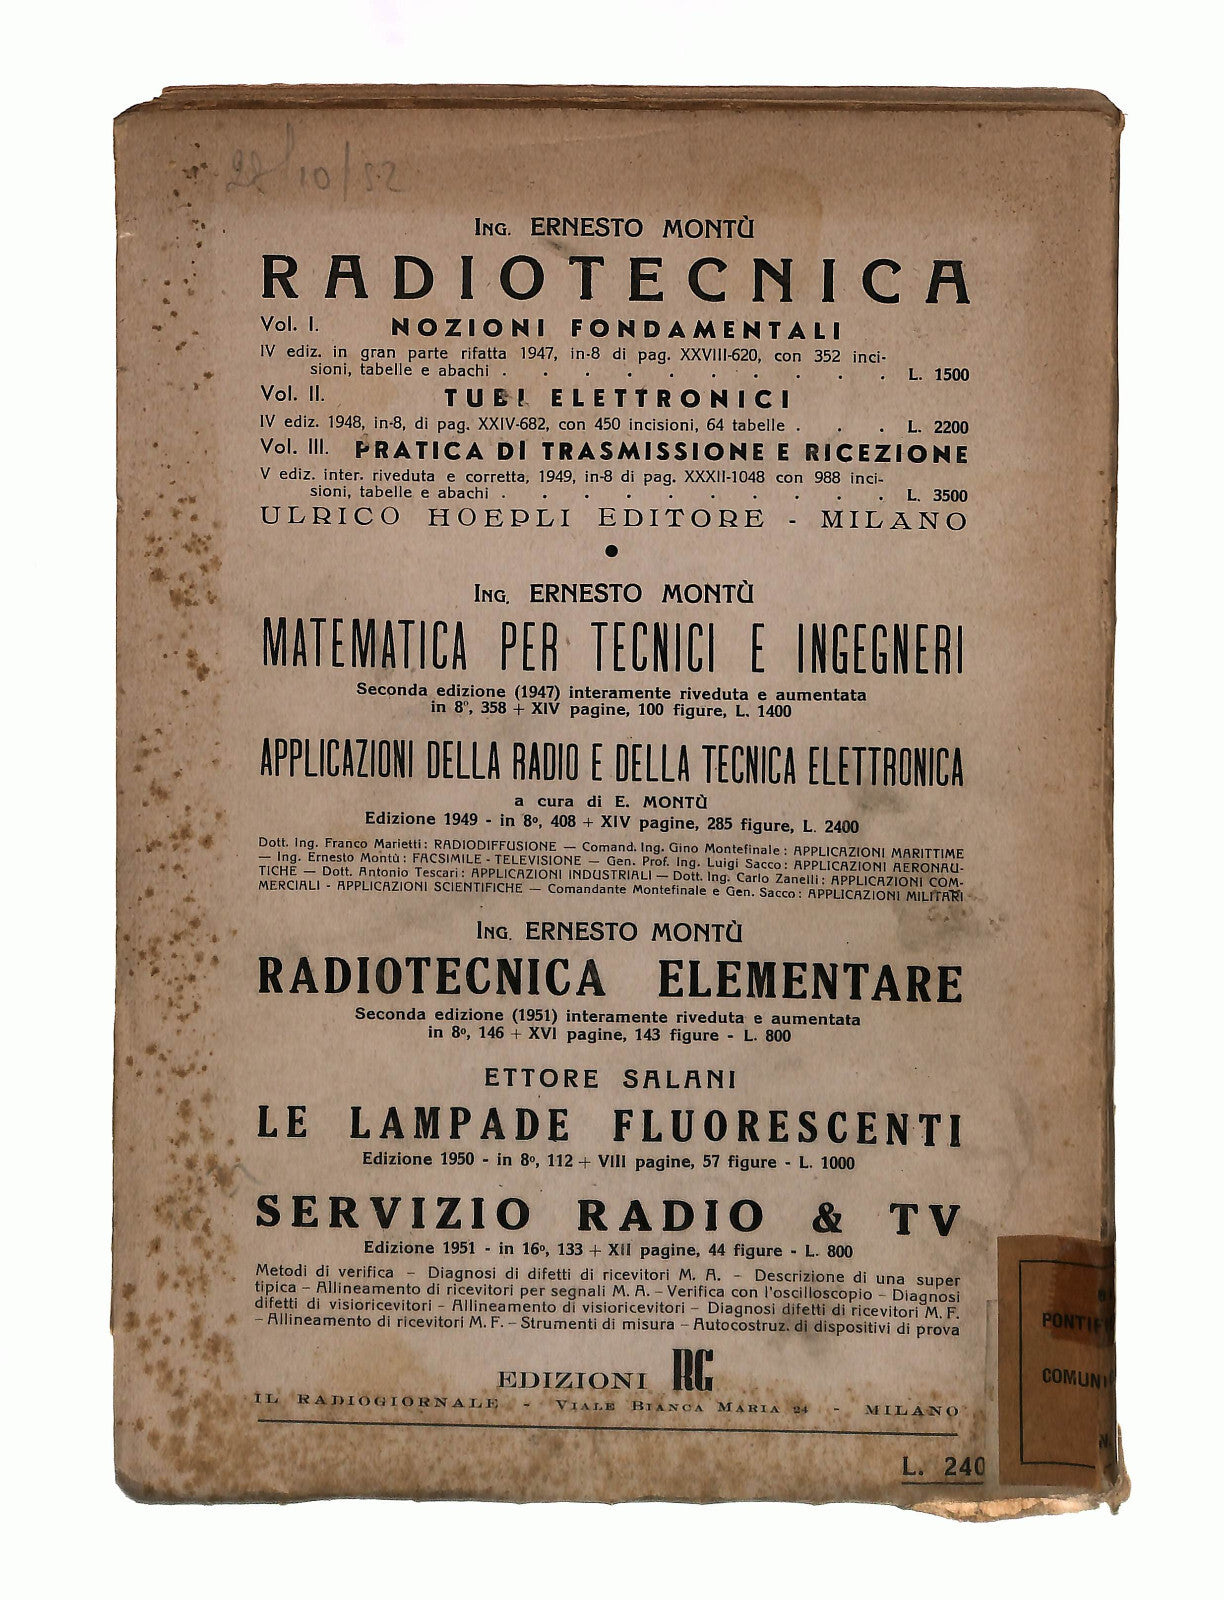 10/52
ING. ERNESTO MONTÙ
RADIOTECNICA
Vol. I. NOZIONI FONDAMENTALI
IV ediz. in gran parte rifatta 1947, in-8 di pag. XXVIII-620, con 352 inci-
sioni, tabelle e abachi . . . . . . . . . . L. 1500
Vol. II. TUBI ELETTRONICI
IV ediz. 1948, in-8, di pag. XXIV-682, con 450 incisioni, 64 tabelle . . . L. 2200
Vol. III. PRATICA DI TRASMISSIONE E RICEZIONE
V ediz. inter. riveduta e corretta, 1949, in-8 di pag. XXXII-1048 con 988 inci-
sioni, tabelle e abachi . . . . . . . . . . L. 3500
ULRICO HOEPLI EDITORE - MILANO
●
ING. ERNESTO MONTÙ
MATEMATICA PER TECNICI E INGEGNERI
Seconda edizione (1947) interamente riveduta e aumentata
in 8º, 358 + XIV pagine, 100 figure, L. 1400
APPLICAZIONI DELLA RADIO E DELLA TECNICA ELETTRONICA
a cura di E. MONTÙ
Edizione 1949 - in 8º, 408 + XIV pagine, 285 figure, L. 2400
Dott. Ing. Franco Marietti: RADIODIFFUSIONE — Comand. Ing. Gino Montefinale: APPLICAZIONI MARITTIME
— Ing. Ernesto Montù: FACSIMILE - TELEVISIONE — Gen. Prof. Ing. Luigi Sacco: APPLICAZIONI AERONAU-
TICHE — Dott. Antonio Tescari: APPLICAZIONI INDUSTRIALI — Dott. Ing. Carlo Zanelli: APPLICAZIONI COM-
MERCIALI - APPLICAZIONI SCIENTIFICHE — Comandante Montefinale e Gen. Sacco: APPLICAZIONI MILITARI
ING. ERNESTO MONTÙ
RADIOTECNICA ELEMENTARE
Seconda edizione (1951) interamente riveduta e aumentata
in 8º, 146 + XVI pagine, 143 figure - L. 800
ETTORE SALANI
LE LAMPADE FLUORESCENTI
Edizione 1950 - in 8º, 112 + VIII pagine, 57 figure - L. 1000
SERVIZIO RADIO & TV
Edizione 1951 - in 16º, 133 + XII pagine, 44 figure - L. 800
Metodi di verifica - Diagnosi di difetti di ricevitori M. A. - Descrizione di una super
tipica - Allineamento di ricevitori per segnali M. A. - Verifica con l'oscilloscopio - Diagnosi
difetti di visioricevitori - Allineamento di visioricevitori - Diagnosi difetti di ricevitori M. F.
- Allineamento di ricevitori M. F. - Strumenti di misura - Autocostruz. di dispositivi di prova
EDIZIONI RG
IL RADIOGIORNALE - VIALE BIANCA MARIA 24 - MILANO
L. 240
PONTIF
COMUNI
N.